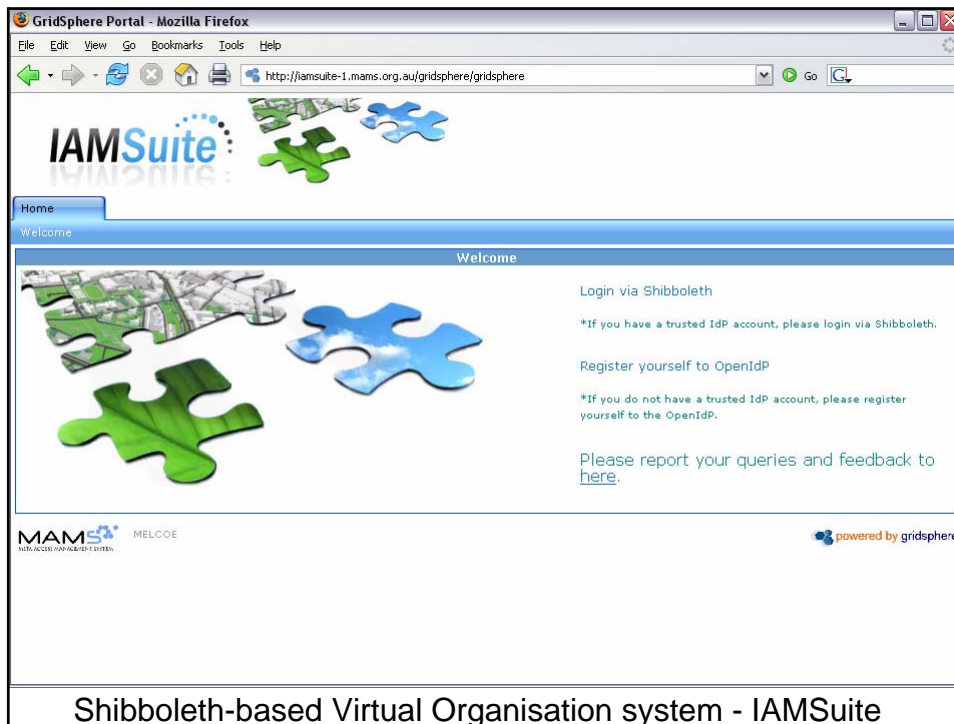 GridSphere Portal - Mozilla Firefox
File Edit View Go Bookmarks Tools Help
http://iamsuite-1.mams.org.au/gridsphere/gridsphere Go G
IAMSuite
Home
Welcome
Welcome
Login via Shibboleth
*If you have a trusted IdP account, please login via Shibboleth.
Register yourself to OpenIdP
*If you do not have a trusted IdP account, please register
yourself to the OpenIdP.
Please report your queries and feedback to
here.
MAMS MELCOE powered by gridsphere
META ACCESS MANAGEMENT SYSTEM
Shibboleth-based Virtual Organisation system - IAMSuite